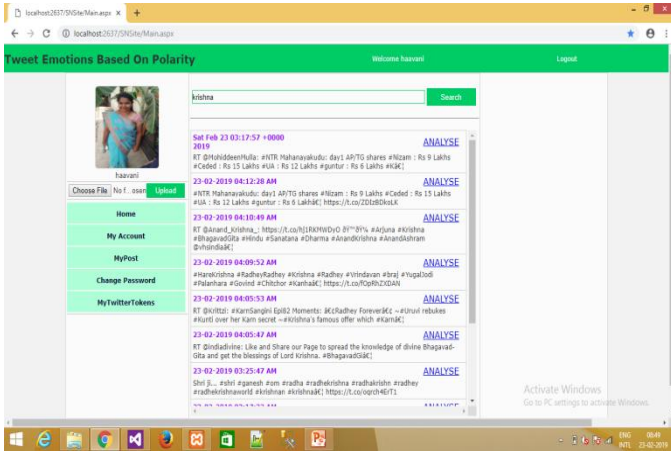 localhost:2637/SNSite/Main.aspx
localhost:2637/SNSite/Main.aspx
Tweet Emotions Based On Polarity
Welcome haavani
Logout
haavani
Choose File No f...osen Upload
Home
My Account
MyPost
Change Password
MyTwitterTokens
krishna
Search
Sat Feb 23 03:17:57 +0000
2019
ANALYSE
RT @MohiddeenMulla: #NTR Mahanayakudu: day1 AP/TG shares #Nizam : Rs 9 Lakhs
#Ceded : Rs 15 Lakhs #UA : Rs 12 Lakhs #guntur : Rs 6 Lakhs #Kâ€¦
23-02-2019 04:12:28 AM ANALYSE
#NTR Mahanayakudu: day1 AP/TG shares #Nizam : Rs 9 Lakhs #Ceded : Rs 15 Lakhs
#UA : Rs 12 Lakhs #guntur : Rs 6 Lakhâ€¦ https://t.co/ZDIzBDksLK
23-02-2019 04:10:49 AM ANALYSE
RT @Anand_Krishna_: https://t.co/hJ1RKMWDyO #Arjuna #Krishna
#BhagavadGita #Hindu #Sanatana #Dharma #AnandKrishna #AnandAshram
@vhsindiaâ€¦
23-02-2019 04:09:52 AM ANALYSE
#HareKrishna #RadheyRadhey #Krishna #Radhey #Vrindavan #braj #YugalJodi
#Palanhara #Govind #Chitchor #Kanhaâ€¦ https://t.co/fOpRhZXDAN
23-02-2019 04:05:53 AM ANALYSE
RT @Krittzi: #KarnSangini Epi82 Moments: â€¢Radhey Foreverâ€¢ ~#Uruvi rebukes
#Kunti over her Karn secret ~#Krishna's famous offer which #Karnâ€¦
23-02-2019 04:05:47 AM ANALYSE
RT @indiadivine: Like and Share our Page to spread the knowledge of divine Bhagavad-
Gita and get the blessings of Lord Krishna. #BhagavadGiâ€¦
23-02-2019 03:25:47 AM ANALYSE
Shri ji... #shri #ganesh #om #radha #radhekrishna #radhakrishn #radhey
#radhekrishnaworld #krishnan #krishnaâ€¦ https://t.co/oqrch4ErT1
Activate Windows
Go to PC settings to activate Windows.
ENG 08:49
INTL 23-02-2019